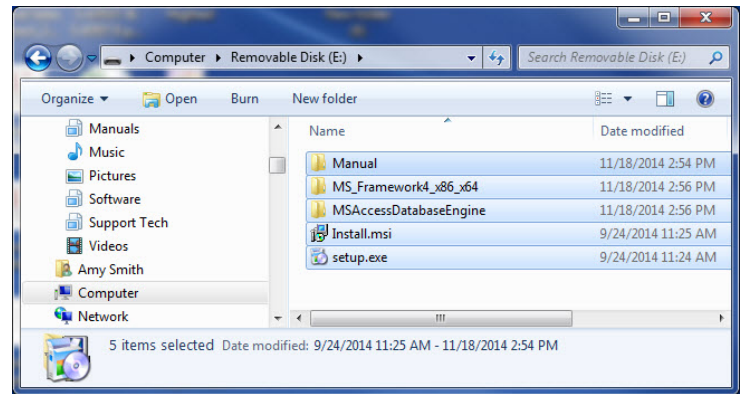 Computer Removable Disk (E:) Search Removable Disk (E:)
Organize Open Burn New folder
Name Date modified
Manuals
Music
Pictures
Software
Support Tech
Videos
Amy Smith
Computer
Network
Manual 11/18/2014 2:54 PM
MS_Framework4_x86_x64 11/18/2014 2:56 PM
MSAccessDatabaseEngine 11/18/2014 2:56 PM
Install.msi 9/24/2014 11:25 AM
setup.exe 9/24/2014 11:24 AM
5 items selected Date modified: 9/24/2014 11:25 AM - 11/18/2014 2:54 PM